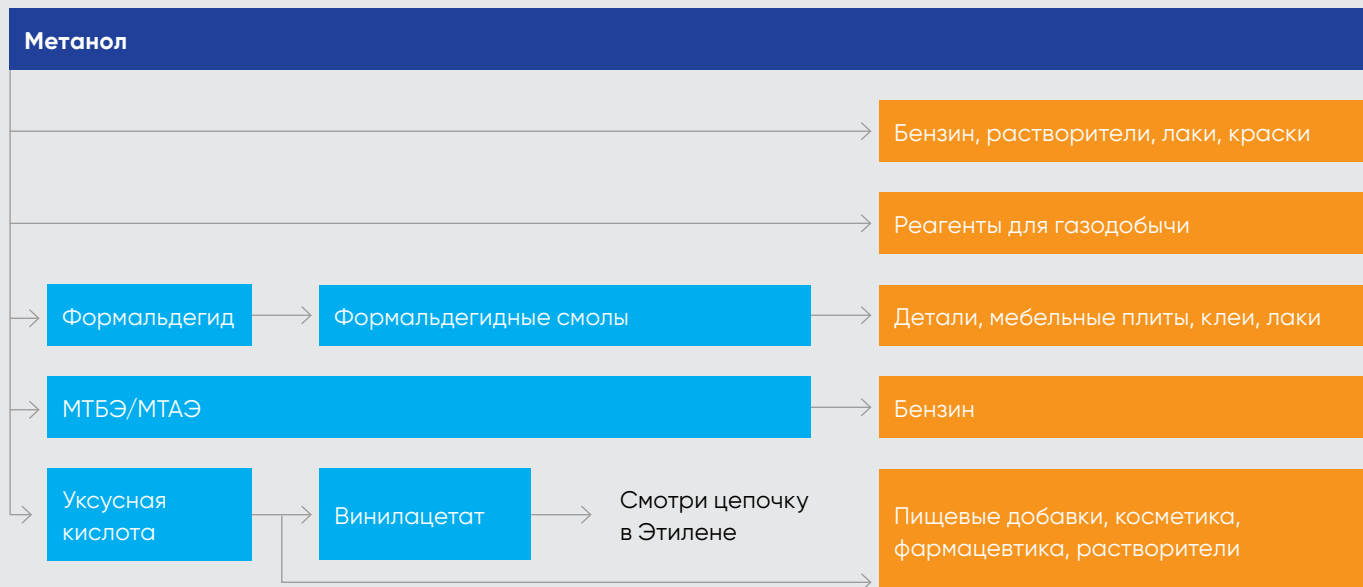 Метанол
Бензин, растворители, лаки, краски
Реагенты для газодобычи
Формальдегид
Формальдегидные смолы
Детали, мебельные плиты, клеи, лаки
МТБЭ/МТАЭ
Бензин
Уксусная
кислота
Винилацетат
Смотри цепочку
в Этилене
Пищевые добавки, косметика,
фармацевтика, растворители